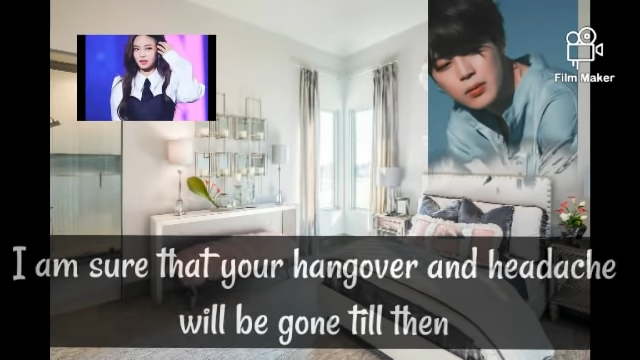 Film Maker
I am sure that your hangover and headache
will be gone till then